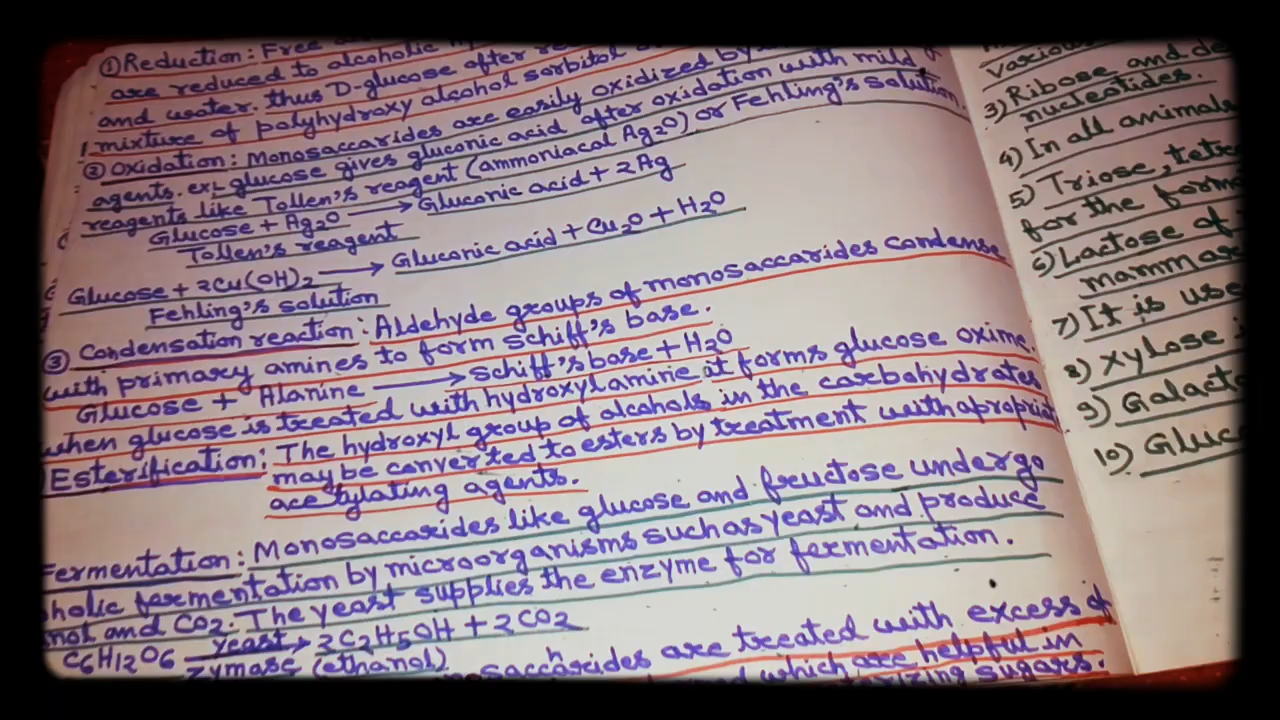 ①Reduction: Free
are reduced to alcoholic
and water. thus D-glucose after
mixture of polyhydroxy alcohol sorbitol
② Oxidation: Monosaccarides are easily oxidized by
agents. ex- glucose gives gluconic acid after oxidation with mild
reagents like Tollen's reagent (ammoniacal Ag2O) or Fehling's solution.
Glucose + Ag2O ⟶ Gluconic acid + 2Ag
Tollen's reagent
Glucose + 2Cu(OH)2 ⟶ Gluconic acid + Cu2O + H2O
Fehling's solution
③ Condensation reaction: Aldehyde groups of monosaccarides condense
with primary amines to form schiff's base.
Glucose + Alanine ⟶ schiff's base + H2O
when glucose is treated with hydroxylamine it forms glucose oxime.
Esterification: The hydroxyl group of alcohols in the carbohydrates
may be converted to esters by treatment with apropriat
acetylating agents.
Fermentation: Monosaccarides like glucose and fructose undergo
holic fermentation by microorganisms such as yeast and produce
nol and CO2. The yeast supplies the enzyme for fermentation.
C6H12O6 yeast⟶ 2C2H5OH + 2CO2
zymase (ethanol)
saccharides are treated with excess of
which are helpful in
sugars.
various
3) Ribose and de
nucleotides.
4) In all animals
5) Triose, tetr
for the form
6) Lactose of
mammar
7) It is use
8) Xylose i
9) Galacto
10) Gluc